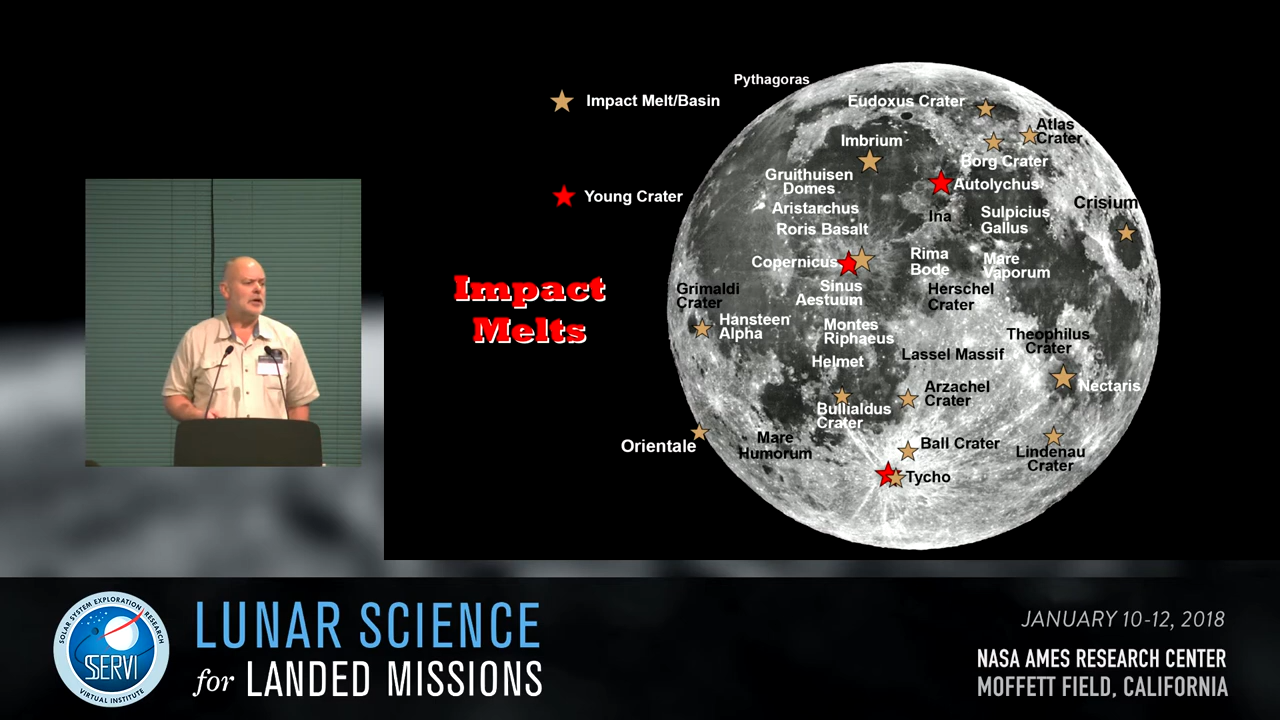 Pythagoras
Impact Melt/Basin
Eudoxus Crater
Atlas
Crater
Imbrium
Borg Crater
Gruithuisen
Domes
Autolychus
Young Crater
Crisium
Aristarchus
Ina
Sulpicius
Gallus
Roris Basalt
Copernicus
Rima
Bode
Mare
Vaporum
Impact
Melts
Sinus
Aestuum
Grimaldi
Crater
Herschel
Crater
Hansteen
Alpha
Montes
Riphaeus
Theophilus
Crater
Helmet
Lassel Massif
Nectaris
Arzachel
Crater
Bullialdus
Crater
Orientale
Mare
Humorum
Ball Crater
Lindenau
Crater
Tycho
SOLAR SYSTEM EXPLORATION RESEARCH
SSERVI
VIRTUAL INSTITUTE
LUNAR SCIENCE
for LANDED MISSIONS
JANUARY 10-12, 2018
NASA AMES RESEARCH CENTER
MOFFETT FIELD, CALIFORNIA